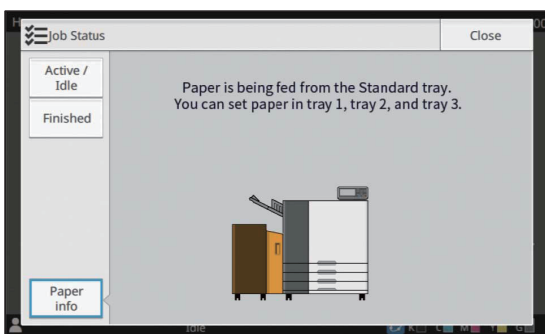 H
Job Status
Close
Active /
Idle
Finished
Paper is being fed from the Standard tray.
You can set paper in tray 1, tray 2, and tray 3.
Paper
info
Idle
K C M Y G